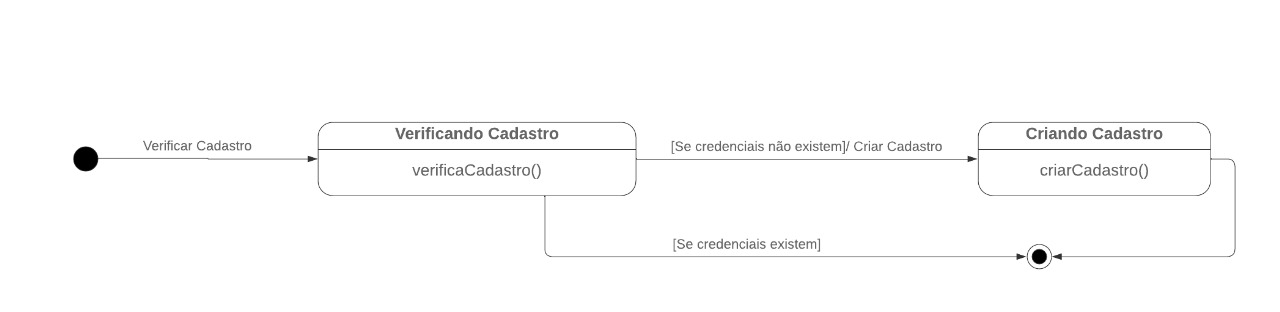 Verificando Cadastro
Criando Cadastro
Verificar Cadastro
[Se credenciais não existem]/ Criar Cadastro
verificaCadastro()
criarCadastro()
[Se credenciais existem]